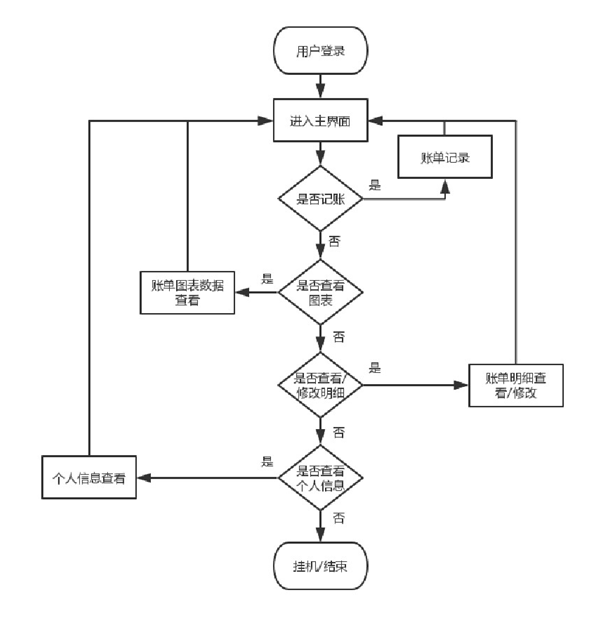 用户登录
进入主界面
账单记录
是否记账
是
否
账单图表数据
查看
是
是否查看
图表
否
是否查看/
修改明细
是
账单明细查
看/修改
否
个人信息查看
是
是否查看
个人信息
否
挂机/结束